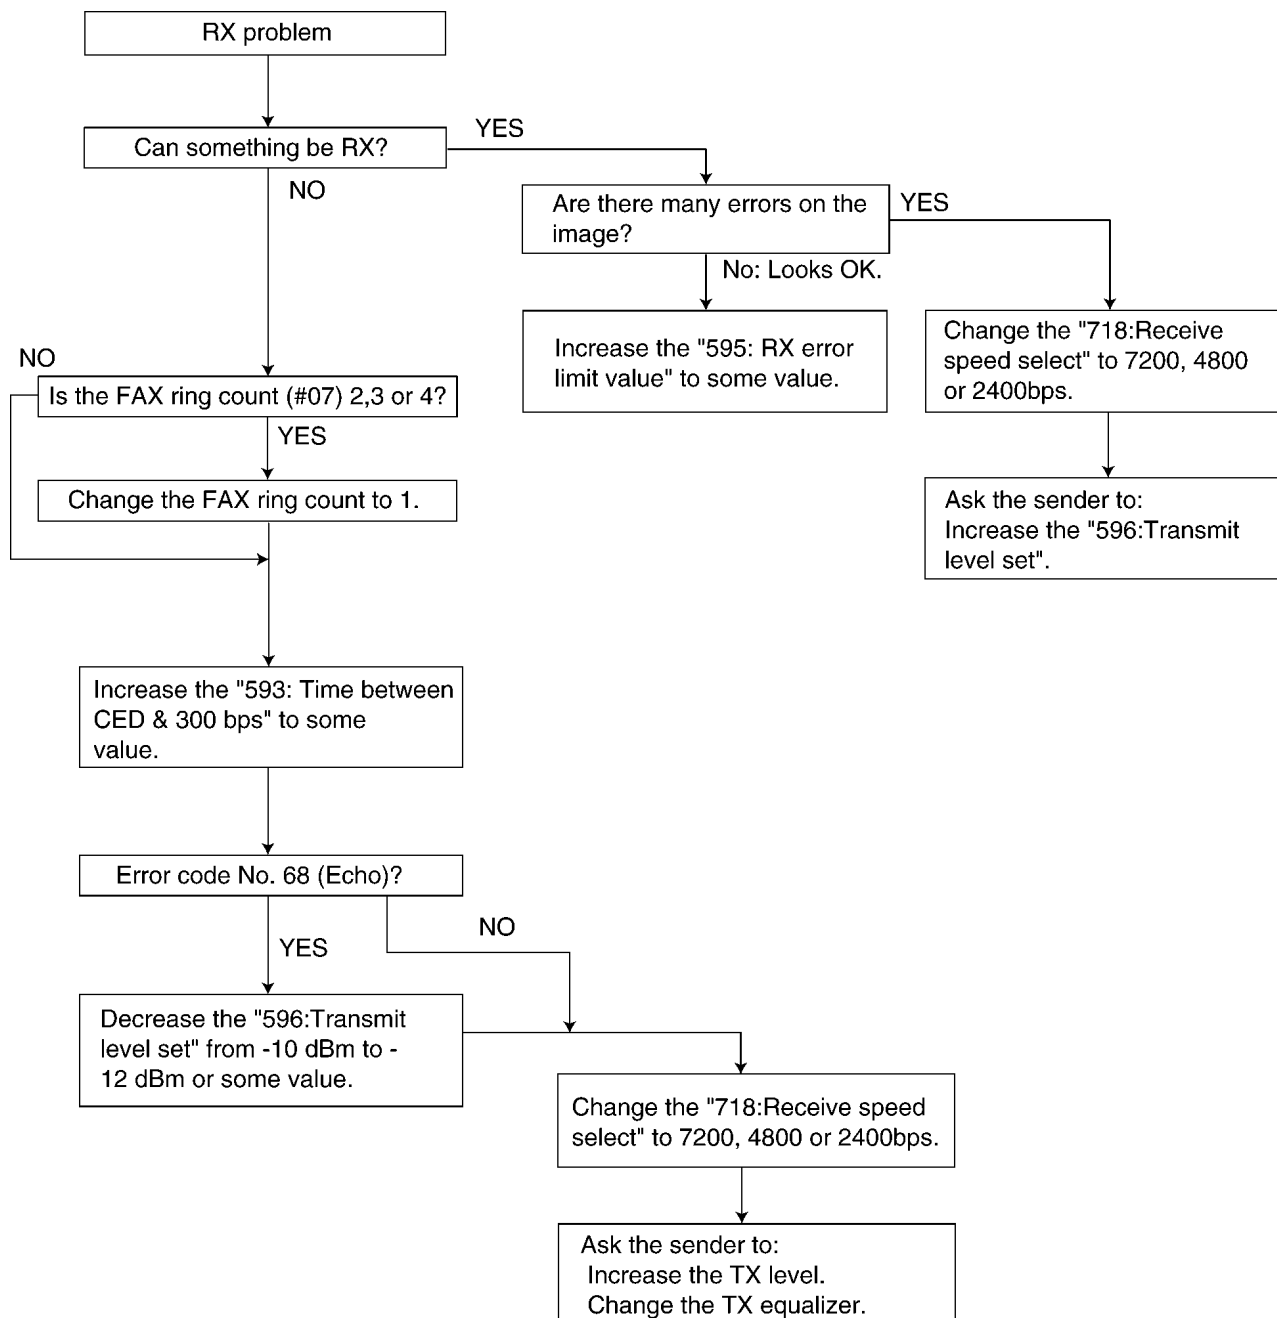 RX problem
Can something be RX?
YES
NO
Are there many errors on the
image?
YES
No: Looks OK.
Increase the "595: RX error
limit value" to some value.
Change the "718:Receive
speed select" to 7200, 4800
or 2400bps.
Ask the sender to:
Increase the "596:Transmit
level set".
NO
Is the FAX ring count (#07) 2,3 or 4?
YES
Change the FAX ring count to 1.
Increase the "593: Time between
CED & 300 bps" to some
value.
Error code No. 68 (Echo)?
NO
YES
Decrease the "596:Transmit
level set" from -10 dBm to -
12 dBm or some value.
Change the "718:Receive speed
select" to 7200, 4800 or 2400bps.
Ask the sender to:
Increase the TX level.
Change the TX equalizer.